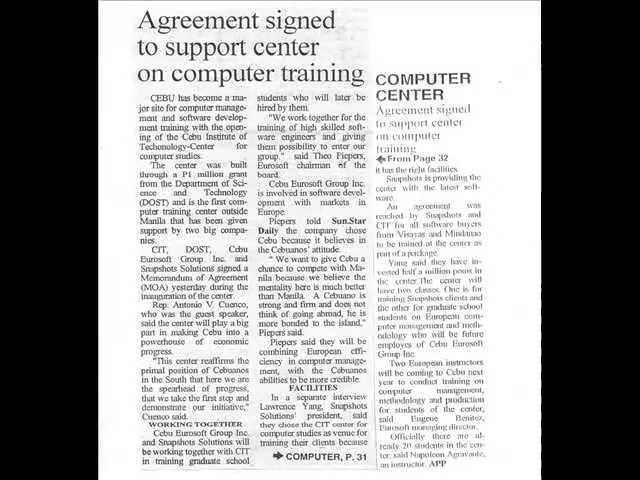 Agreement signed
to support center
on computer training
CEBU has become a ma-
jor site for computer manage-
ment and software develop-
ment training with the open-
ing of the Cebu Institute of
Techonology-Center for
computer studies.
The center was built
through a P1 million grant
from the Department of Sci-
ence and Technology
(DOST) and is the first com-
puter training center outside
Manila that has been given
support by two big compa-
nies.
CIT, DOST, Cebu
Eurosoft Group Inc. and
Snapshots Solutions signed a
Memorandum of Agreement
(MOA) yesterday during the
inauguration of the center.
Rep. Antonio V. Cuenco,
who was the guest speaker,
said the center will play a big
part in making Cebu into a
powerhouse of economic
progress.
"This center reaffirms the
primal position of Cebuanos
in the South that here we are
the spearhead of progress,
that we take the first step and
demonstrate our initiative,"
Cuenco said.
WORKING TOGETHER
Cebu Eurosoft Group Inc.
and Snapshots Solutions will
be working together with CIT
in training graduate school
students who will later be
hired by them.
"We work together for the
training of high skilled soft-
ware engineers and giving
them possibility to enter our
group," said Theo Piepers,
Eurosoft chairman of the
board.
Cebu Eurosoft Group Inc.
is involved in software devel-
opment with markets in
Europe.
Piepers told Sun.Star
Daily the company chose
Cebu because it believes in
the Cebuanos' attitude.
" We want to give Cebu a
chance to compete with Ma-
nila because we believe the
mentality here is much better
than Manila. A Cebuano is
strong and firm and does not
think of going abroad, he is
more bonded to the island,"
Piepers said.
Piepers said they will be
combining European effi-
ciency in computer manage-
ment, with the Cebuanos
abilities to be more credible.
FACILITIES
In a separate interview
Lawrence Yang, Snapshots
Solutions' president, said
they chose the CIT center for
computer studies as venue for
training their clients because
➔ COMPUTER, P. 31
COMPUTER
CENTER
Agreement signed
to support center
on computer
training
From Page 32
it has the right facilities.
Snapshots is providing the
center with the latest soft-
ware.
An agreement was
reached by Snapshots and
CIT for all software buyers
from Visayas and Mindanao
to be trained at the center as
part of a package.
Yang said they have in-
vested half a million pesos in
the center.The center will
have two classes. One is for
training Snapshots clients and
the other for graduate school
students on European com-
puter management and meth-
odology who will be future
employes of Cebu Eurosoft
Group Inc.
Two European instructors
will be coming to Cebu next
year to conduct training on
computer management,
methodology and production
for students of the center,
said Eugene Benitez,
Eurosoft managing director.
Officially there are al-
ready 20 students in the cen-
ter, said Napoleon Agravante,
an instructor. APP